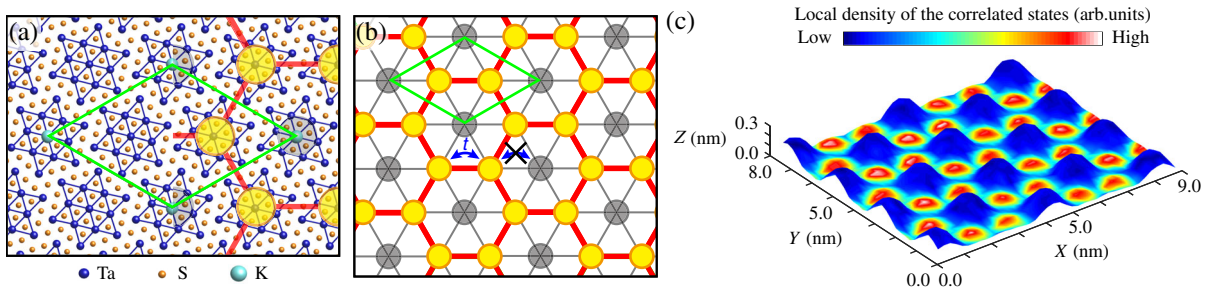 (a)
Ta S K
(b)
t
(c)
Local density of the correlated states (arb.units)
Low High
Z (nm)
0.3
0.0
8.0
5.0
Y (nm)
0.0
0.0
5.0
X (nm)
9.0